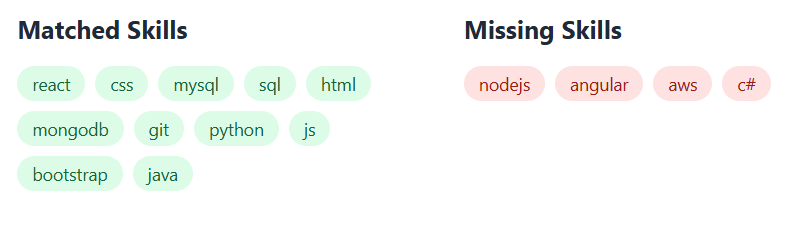 Matched Skills
react css mysql sql html
mongodb git python js
bootstrap java
Missing Skills
nodejs angular aws c#